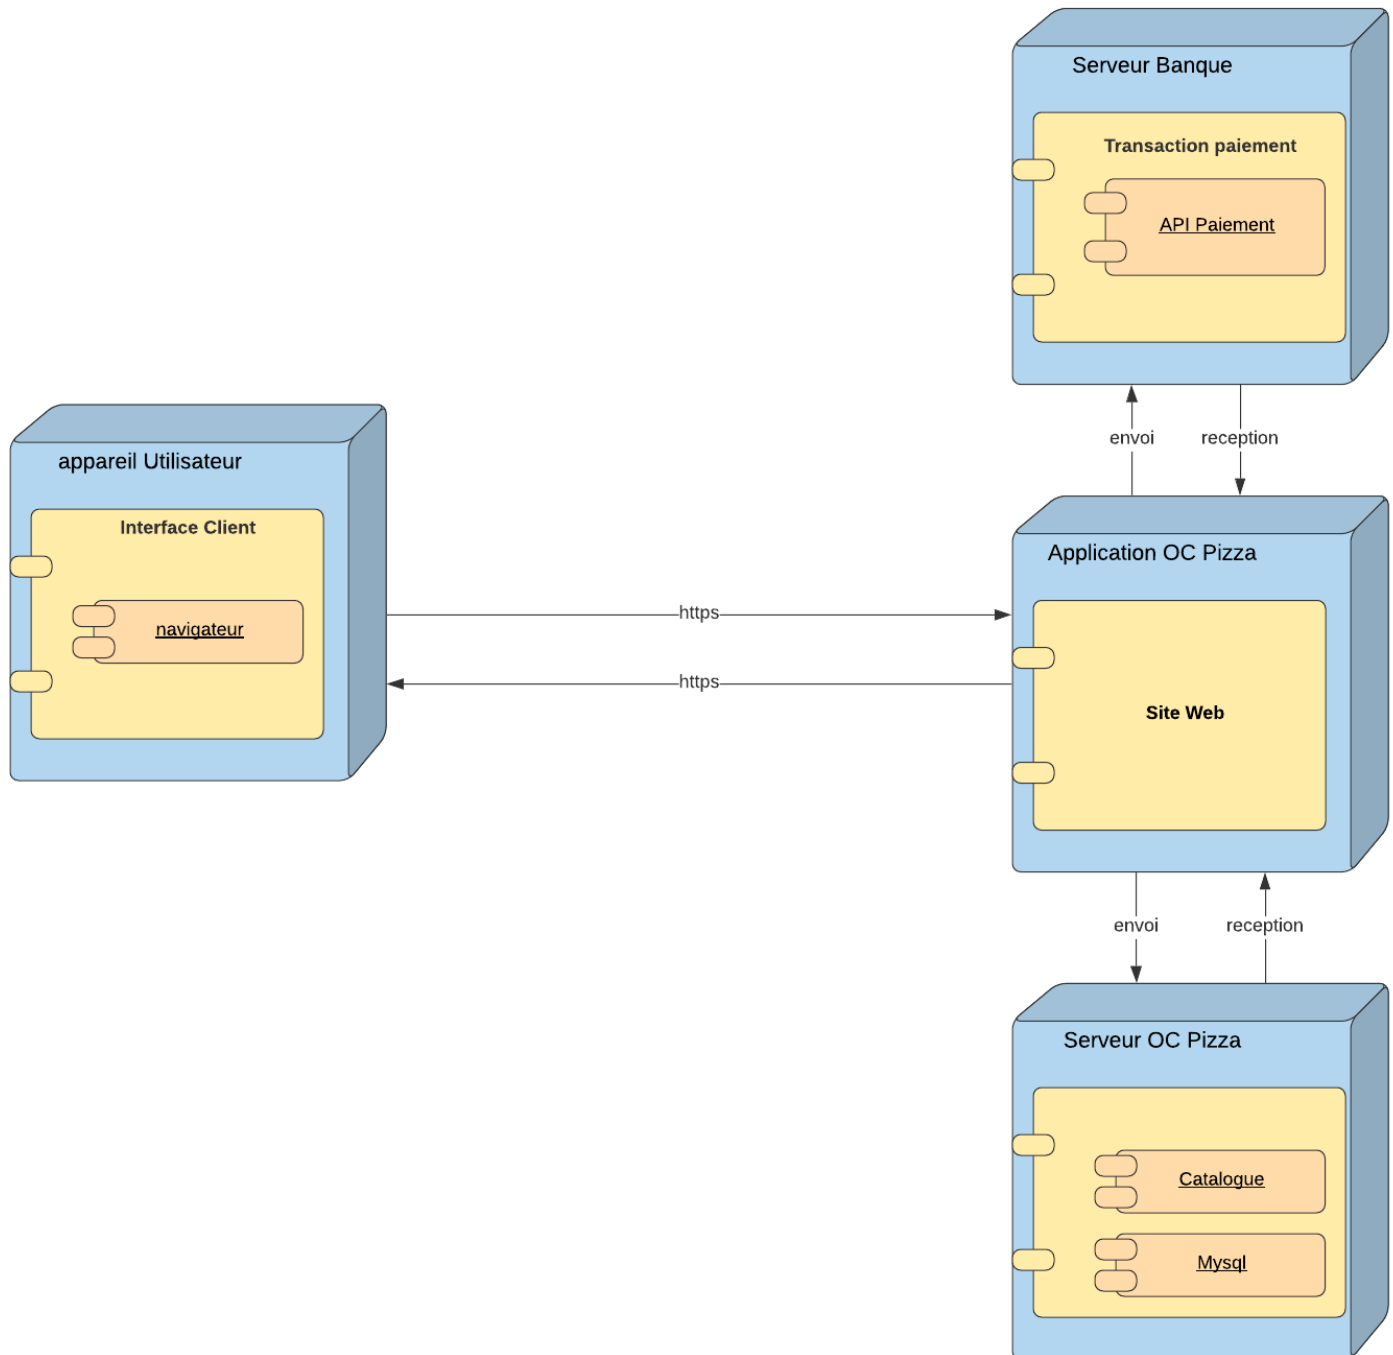 Serveur Banque
Transaction paiement
API Paiement
envoi
reception
appareil Utilisateur
Interface Client
navigateur
https
https
Application OC Pizza
Site Web
envoi
reception
Serveur OC Pizza
Catalogue
Mysql